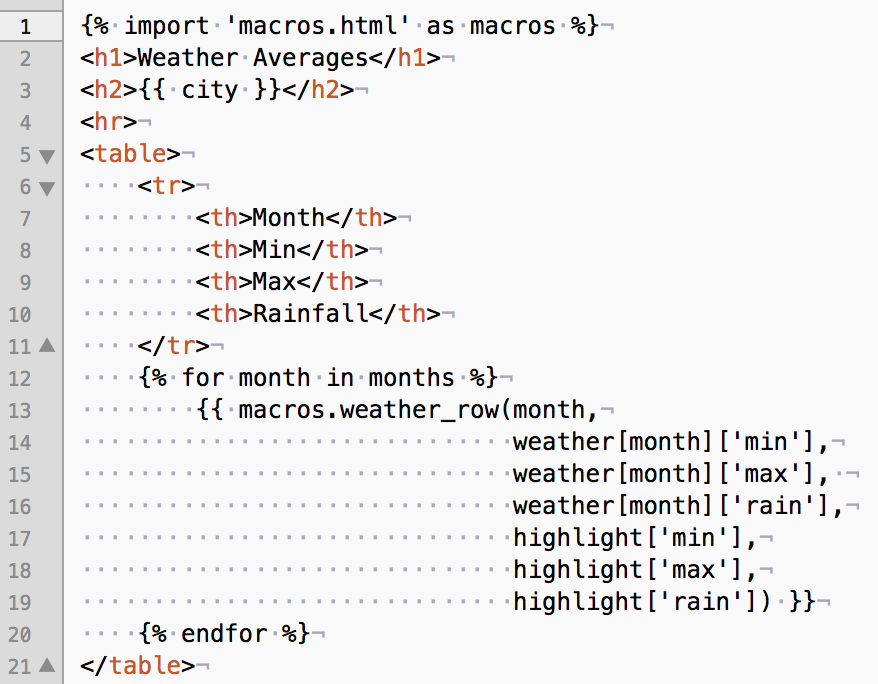 1 {% import 'macros.html' as macros %}
2 <h1>Weather Averages</h1>
3 <h2>{{ city }}</h2>
4 <hr>
5 <table>
6     <tr>
7         <th>Month</th>
8         <th>Min</th>
9         <th>Max</th>
10         <th>Rainfall</th>
11     </tr>
12     {% for month in months %}
13         {{ macros.weather_row(month,
14                               weather[month]['min'],
15                               weather[month]['max'], 
16                               weather[month]['rain'],
17                               highlight['min'],
18                               highlight['max'],
19                               highlight['rain']) }}
20     {% endfor %}
21 </table>